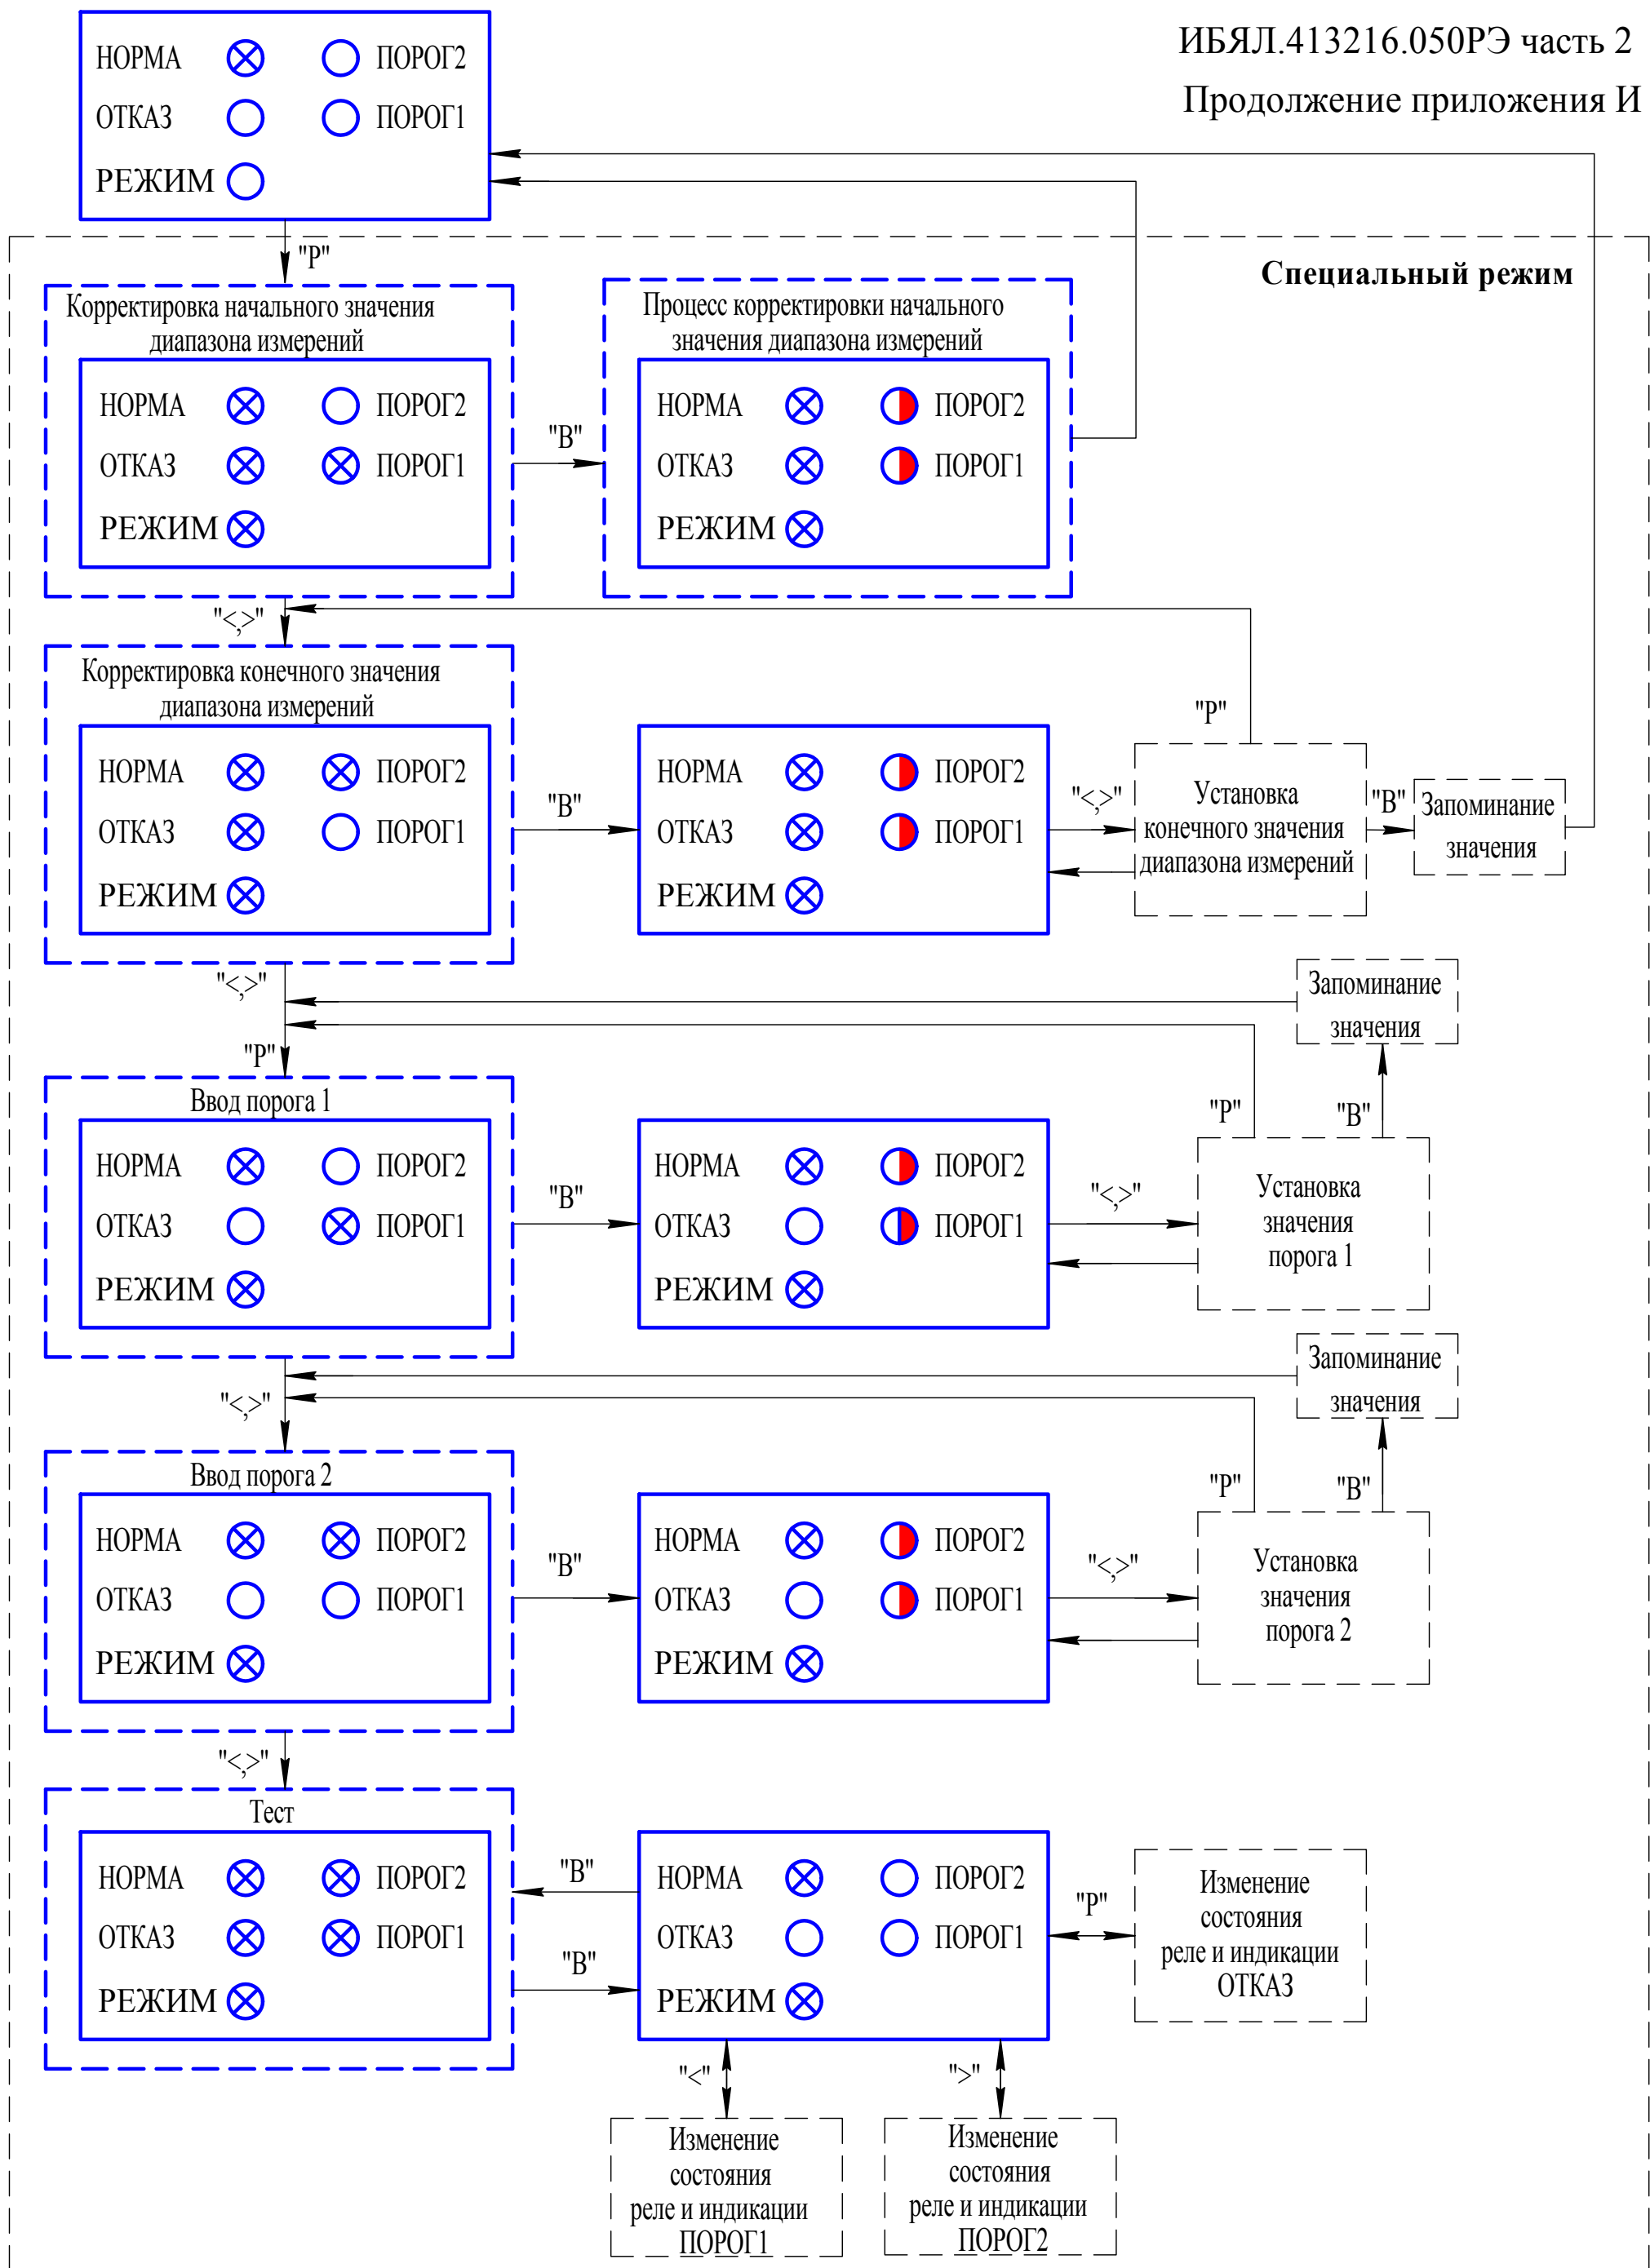 ИБЯЛ.413216.050РЭ часть 2
Продолжение приложения И
НОРМА ПОРОГ2
ОТКАЗ ПОРОГ1
РЕЖИМ
"Р"
Специальный режим
Корректировка начального значения
диапазона измерений
НОРМА ПОРОГ2
ОТКАЗ ПОРОГ1
РЕЖИМ
"В"
Процесс корректировки начального
значения диапазона измерений
НОРМА ПОРОГ2
ОТКАЗ ПОРОГ1
РЕЖИМ
"<,>"
Корректировка конечного значения
диапазона измерений
НОРМА ПОРОГ2
ОТКАЗ ПОРОГ1
РЕЖИМ
"В"
НОРМА ПОРОГ2
ОТКАЗ ПОРОГ1
РЕЖИМ
"<,>"
"Р"
Установка
конечного значения
диапазона измерений
"В"
Запоминание
значения
"<,>"
"Р"
Запоминание
значения
Ввод порога 1
НОРМА ПОРОГ2
ОТКАЗ ПОРОГ1
РЕЖИМ
"В"
НОРМА ПОРОГ2
ОТКАЗ ПОРОГ1
РЕЖИМ
"<,>"
"Р"
"В"
Установка
значения
порога 1
"<,>"
Запоминание
значения
Ввод порога 2
НОРМА ПОРОГ2
ОТКАЗ ПОРОГ1
РЕЖИМ
"В"
НОРМА ПОРОГ2
ОТКАЗ ПОРОГ1
РЕЖИМ
"<,>"
"Р"
"В"
Установка
значения
порога 2
"<,>"
Тест
НОРМА ПОРОГ2
ОТКАЗ ПОРОГ1
РЕЖИМ
"В"
"В"
НОРМА ПОРОГ2
ОТКАЗ ПОРОГ1
РЕЖИМ
"Р"
Изменение
состояния
реле и индикации
ОТКАЗ
"<"
">"
Изменение
состояния
реле и индикации
ПОРОГ1
Изменение
состояния
реле и индикации
ПОРОГ2